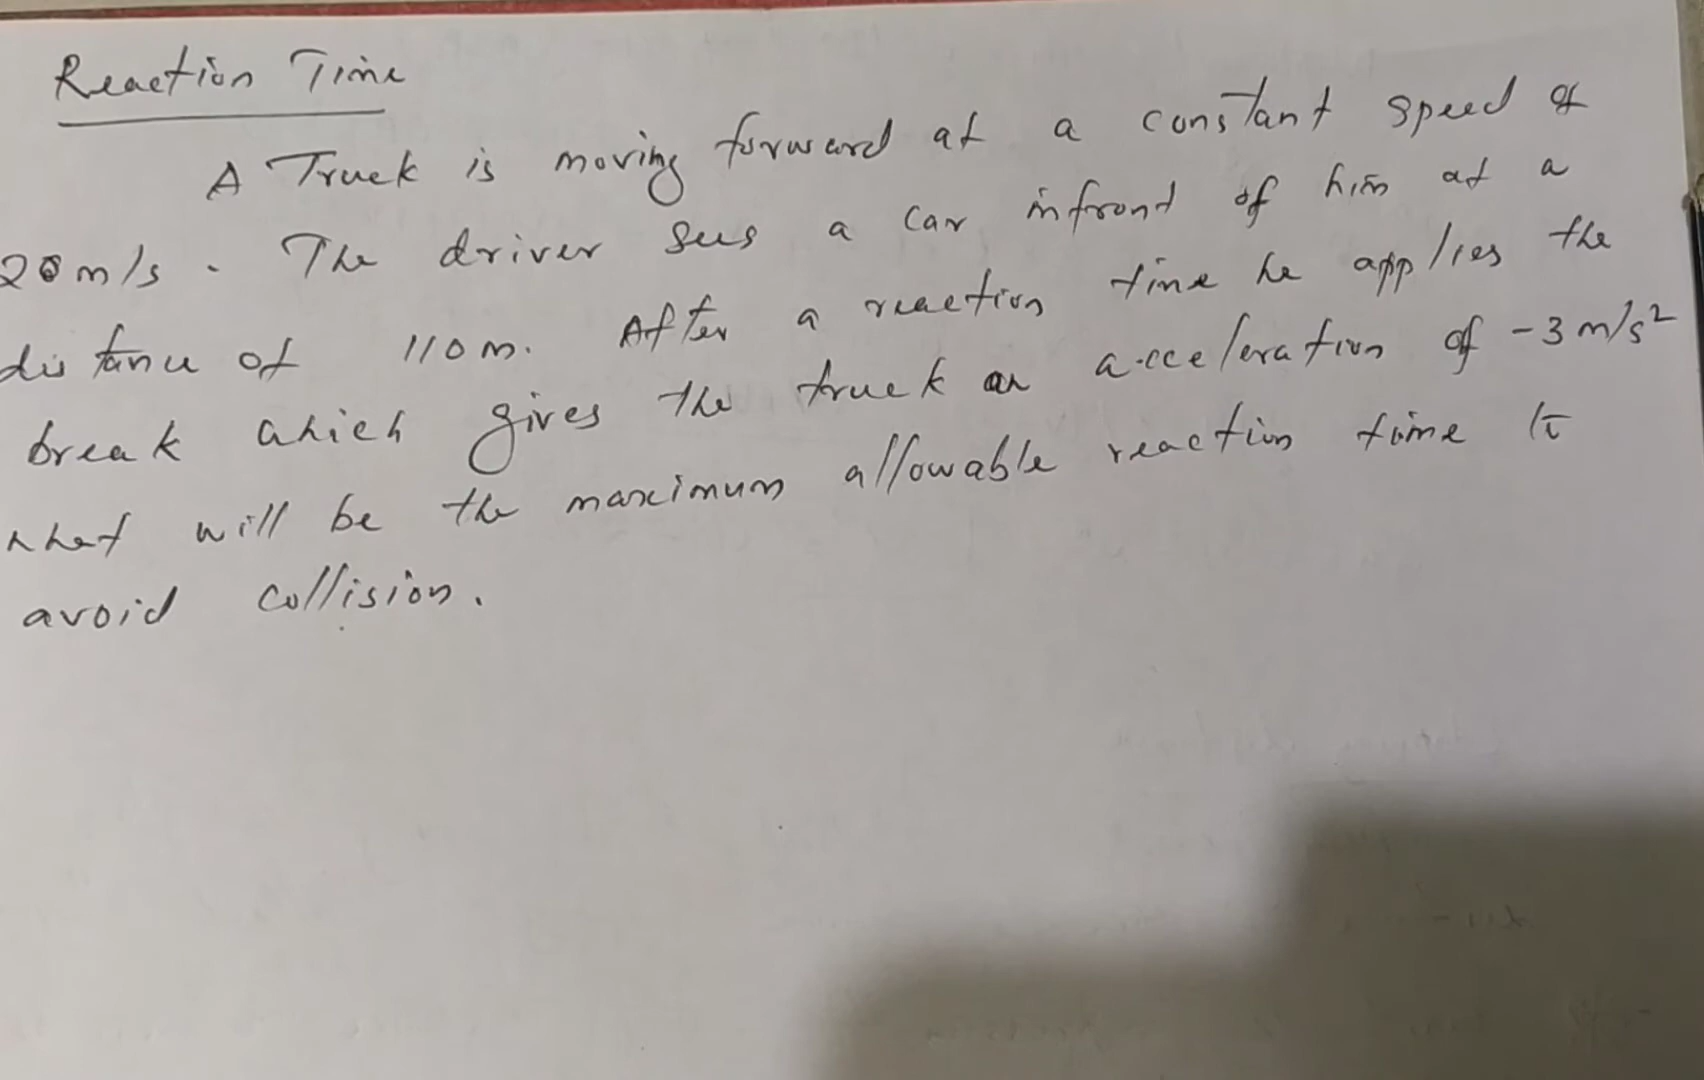 Reaction Time
A Truck is moving forward at a constant speed of
20 m/s . The driver sees a car infront of him at a
distance of 110 m. After a reaction time he applies the
break which gives the truck an acceleration of -3 m/s²
what will be the maximum allowable reaction time to
avoid collision.